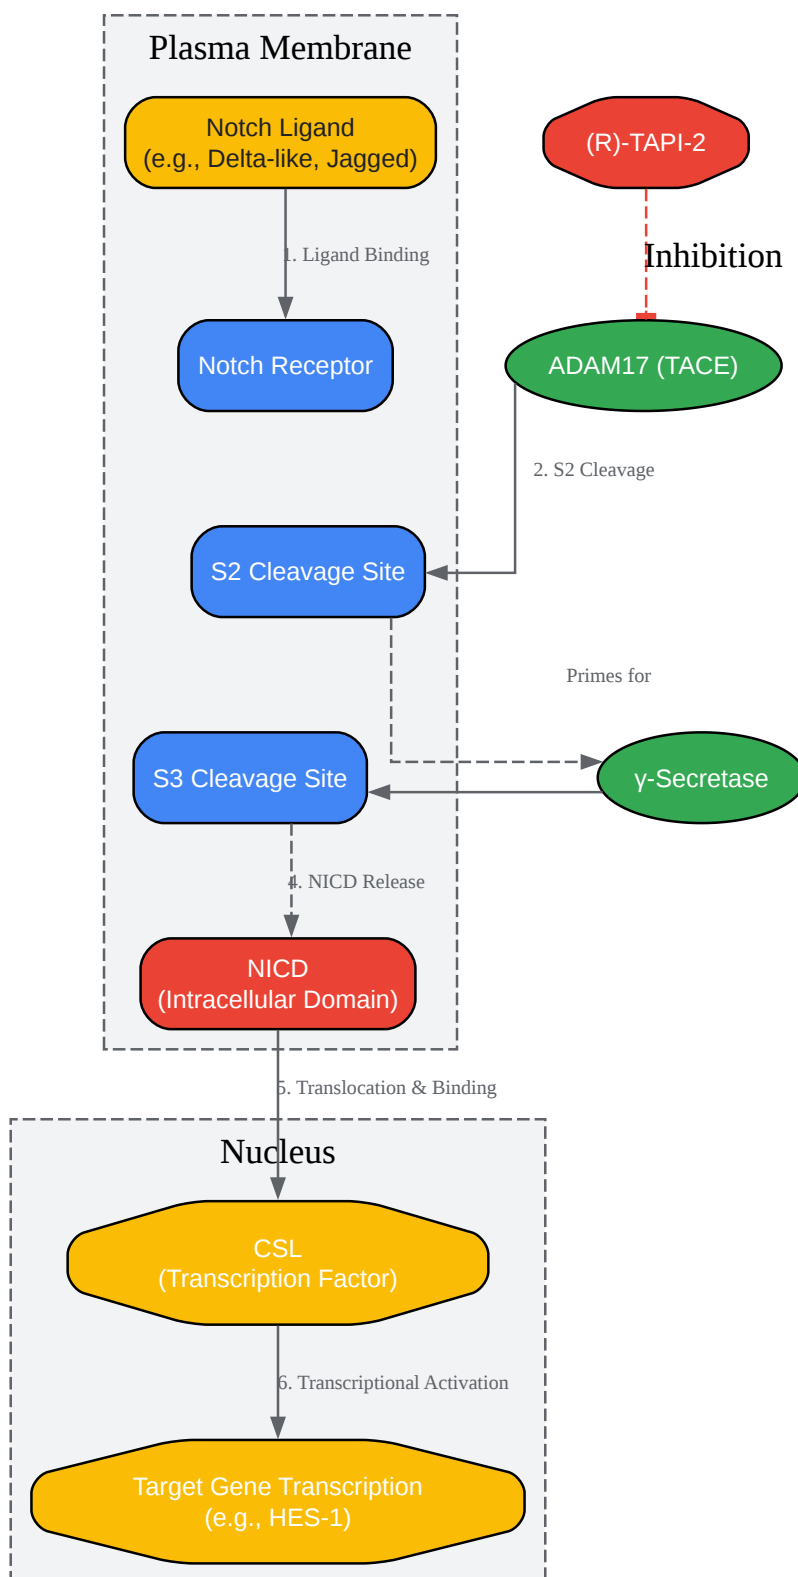 Plasma Membrane
Notch Ligand
(e.g., Delta-like, Jagged)
(R)-TAPI-2
1. Ligand Binding
Inhibition
Notch Receptor
ADAM17 (TACE)
2. S2 Cleavage
S2 Cleavage Site
Primes for
S3 Cleavage Site
γ-Secretase
4. NICD Release
NICD
(Intracellular Domain)
5. Translocation & Binding
Nucleus
CSL
(Transcription Factor)
6. Transcriptional Activation
Target Gene Transcription
(e.g., HES-1)